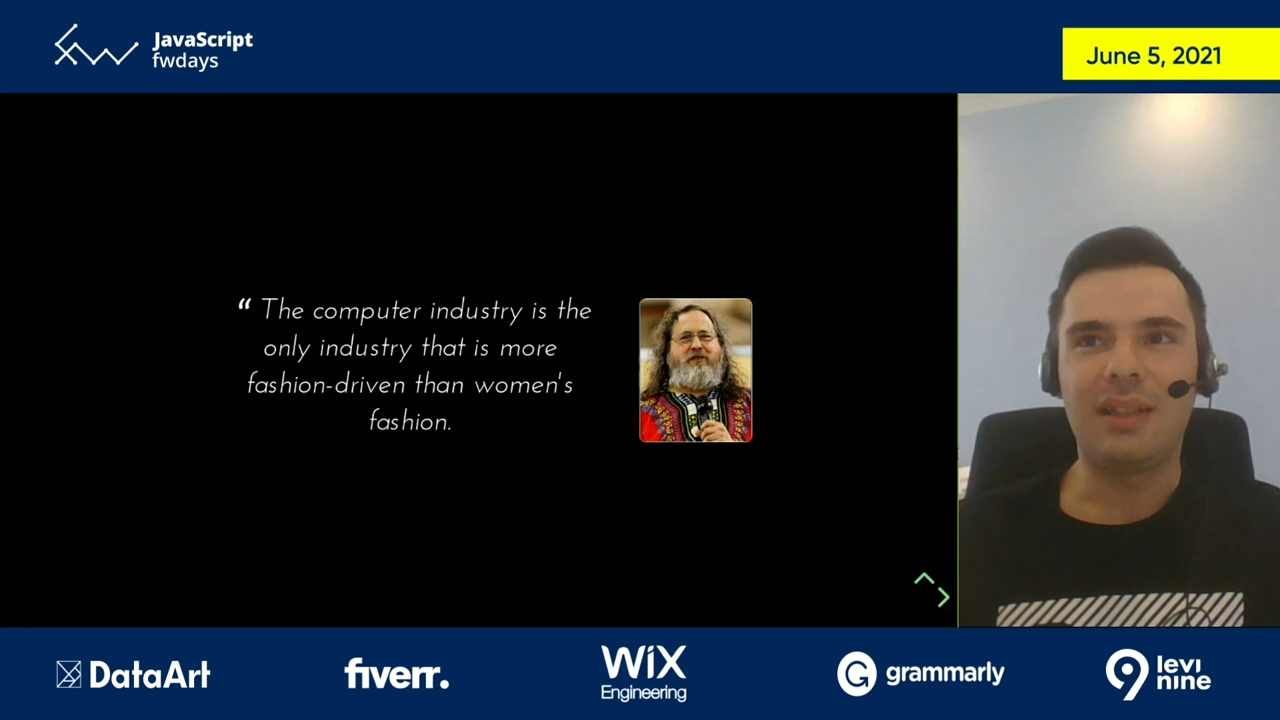 JavaScript
fwdays
June 5, 2021
“ The computer industry is the
only industry that is more
fashion-driven than women's
fashion.
DataArt
fiverr.
WiX
Engineering
grammarly
levi
nine